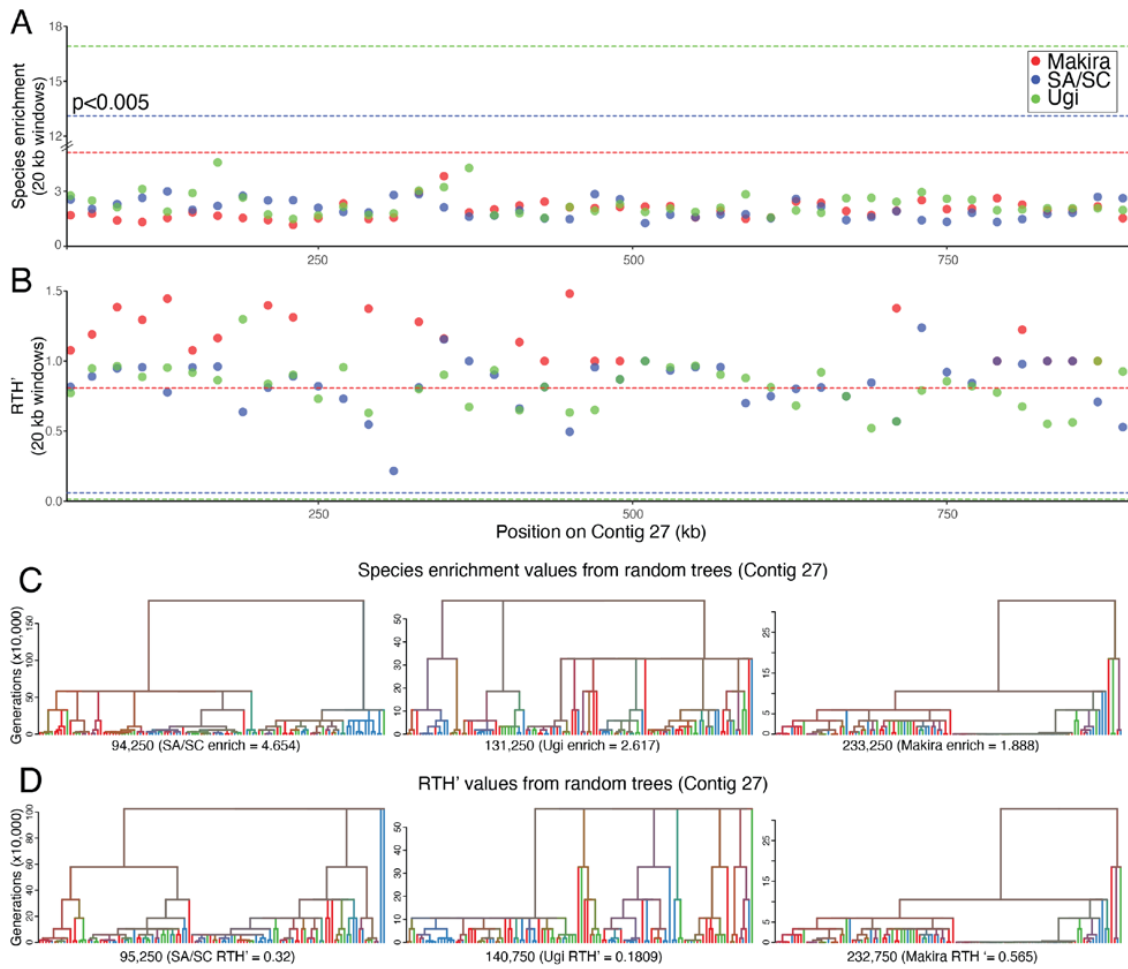 A
Species enrichment
(20 kb windows)
18
15
12
3
0
p<0.005
Makira
SA/SC
Ugi
250
500
750
B
RTH'
(20 kb windows)
1.5
1.0
0.5
0.0
250
500
750
Position on Contig 27 (kb)
C
Species enrichment values from random trees (Contig 27)
Generations (x10,000)
0
50
100
150
0
10
20
30
40
50
0
5
15
25
94,250 (SA/SC enrich = 4.654)
131,250 (Ugi enrich = 2.617)
233,250 (Makira enrich = 1.888)
D
RTH' values from random trees (Contig 27)
Generations (x10,000)
0
20
40
60
80
100
0
10
20
30
40
50
0
5
15
25
95,250 (SA/SC RTH' = 0.32)
140,750 (Ugi RTH' = 0.1809)
232,750 (Makira RTH ' =0.565)